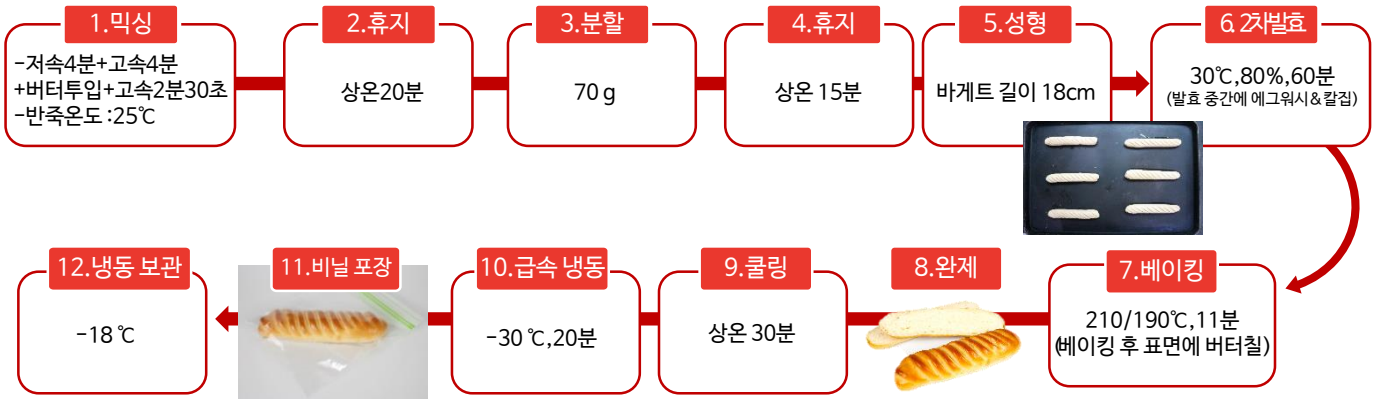 1.믹싱
-저속4분+고속4분
+버터투입+고속2분30초
-반죽온도 :25℃
2.휴지
상온20분
3.분할
70 g
4.휴지
상온 15분
5.성형
바게트 길이 18cm
6.2차발효
30℃,80%,60분
(발효 중간에 에그워시&칼집)
7.베이킹
210/190℃,11분
(베이킹 후 표면에 버터칠)
8.완제
9.쿨링
상온 30분
10.급속 냉동
-30 ℃,20분
11.비닐 포장
12.냉동 보관
-18 ℃